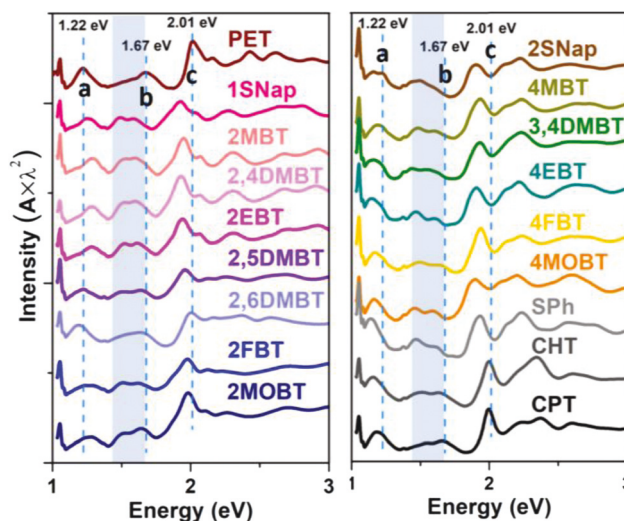 1.22 eV
2.01 eV
1.67 eV
PET
a
b
c
1SNap
2MBT
2,4DMBT
2EBT
2,5DMBT
2,6DMBT
2FBT
2MOBT
1
2
3
Energy (eV)
Intensity (A×λ²)
1.22 eV
2.01 eV
1.67 eV
a
b
c
2SNap
4MBT
3,4DMBT
4EBT
4FBT
4MOBT
SPh
CHT
CPT
1
2
3
Energy (eV)